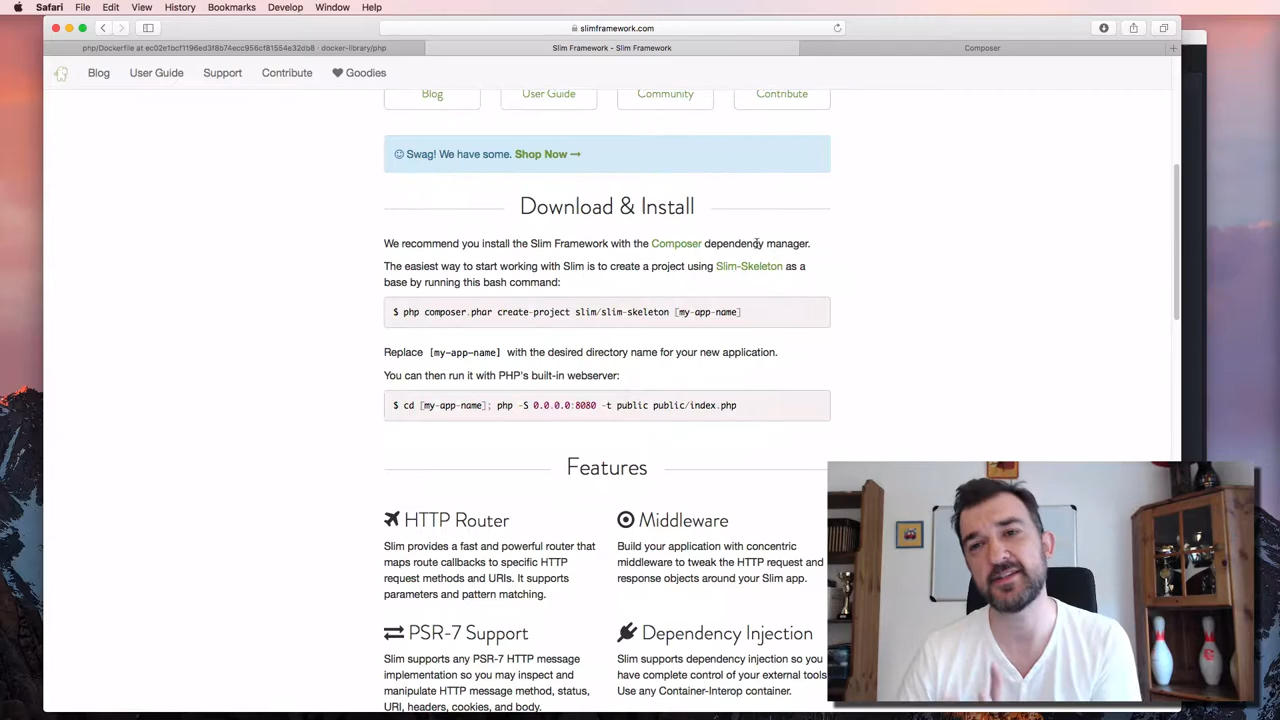 Safari File Edit View History Bookmarks Develop Window Help
slimframework.com
php/Dockerfile at ec02e1bcf1196ed3f8b74ecc956cf81554e32db8 · docker-library/php
Slim Framework - Slim Framework
Composer
Blog User Guide Support Contribute Goodies
Blog User Guide Community Contribute
Swag! We have some. Shop Now →
Download & Install
We recommend you install the Slim Framework with the Composer dependency manager.
The easiest way to start working with Slim is to create a project using Slim-Skeleton as a
base by running this bash command:
$ php composer.phar create-project slim/slim-skeleton [my-app-name]
Replace [my-app-name] with the desired directory name for your new application.
You can then run it with PHP's built-in webserver:
$ cd [my-app-name]; php -S 0.0.0.0:8080 -t public public/index.php
Features
HTTP Router
Slim provides a fast and powerful router that
maps route callbacks to specific HTTP
request methods and URIs. It supports
parameters and pattern matching.
Middleware
Build your application with concentric
middleware to tweak the HTTP request and
response objects around your Slim app.
PSR-7 Support
Slim supports any PSR-7 HTTP message
implementation so you may inspect and
manipulate HTTP message method, status,
URI, headers, cookies, and body.
Dependency Injection
Slim supports dependency injection so you
have complete control of your external tools
Use any Container-Interop container.